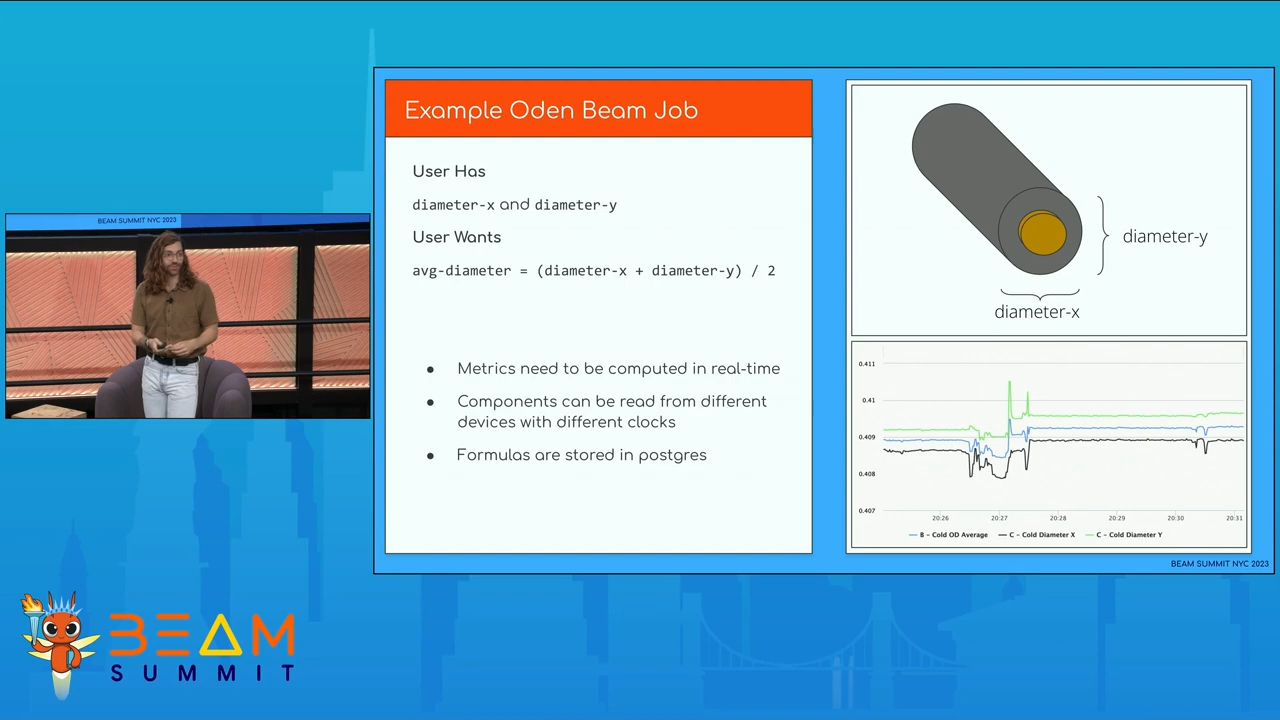 BEAM SUMMIT NYC 2023
Example Oden Beam Job
User Has
diameter-x and diameter-y
User Wants
avg-diameter = (diameter-x + diameter-y) / 2
● Metrics need to be computed in real-time
● Components can be read from different
devices with different clocks
● Formulas are stored in postgres
diameter-y
diameter-x
0.411
0.41
0.409
0.408
0.407
20:26 20:27 20:28 20:29 20:30 20:31
B – Cold OD Average C – Cold Diameter X C – Cold Diameter Y
BEAM SUMMIT NYC 2023
BEAM
SUMMIT